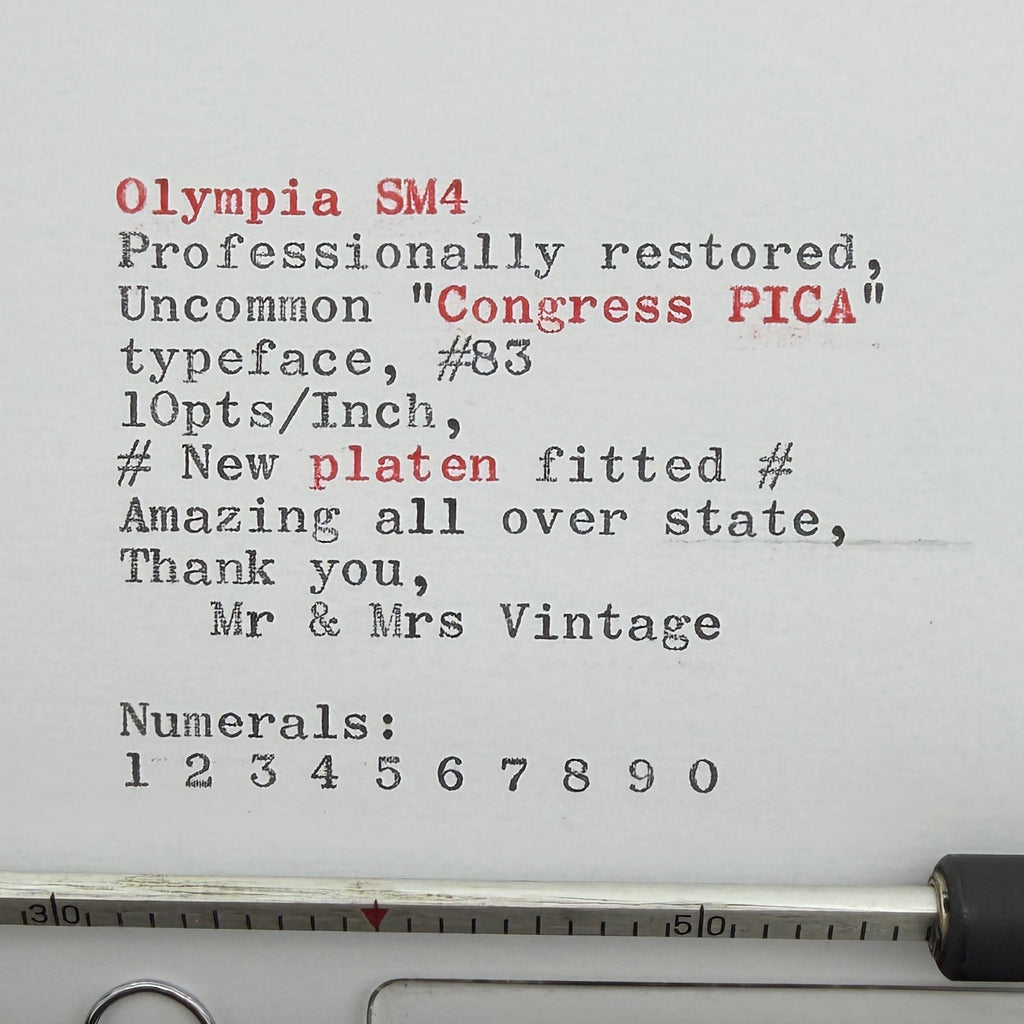 Olympia SM4
Professionally restored,
Uncommon "Congress PICA"
typeface, #83
10pts/Inch,
# New platen fitted #
Amazing all over state,
Thank you,
Mr & Mrs Vintage
Numerals:
1 2 3 4 5 6 7 8 9 0
30 50